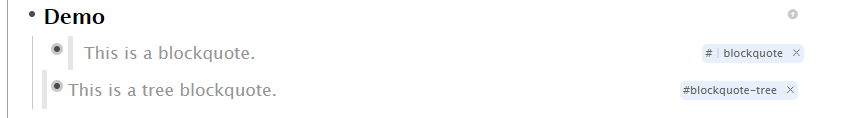 Demo
This is a blockquote.
# | blockquote ×
This is a tree blockquote.
#blockquote-tree ×